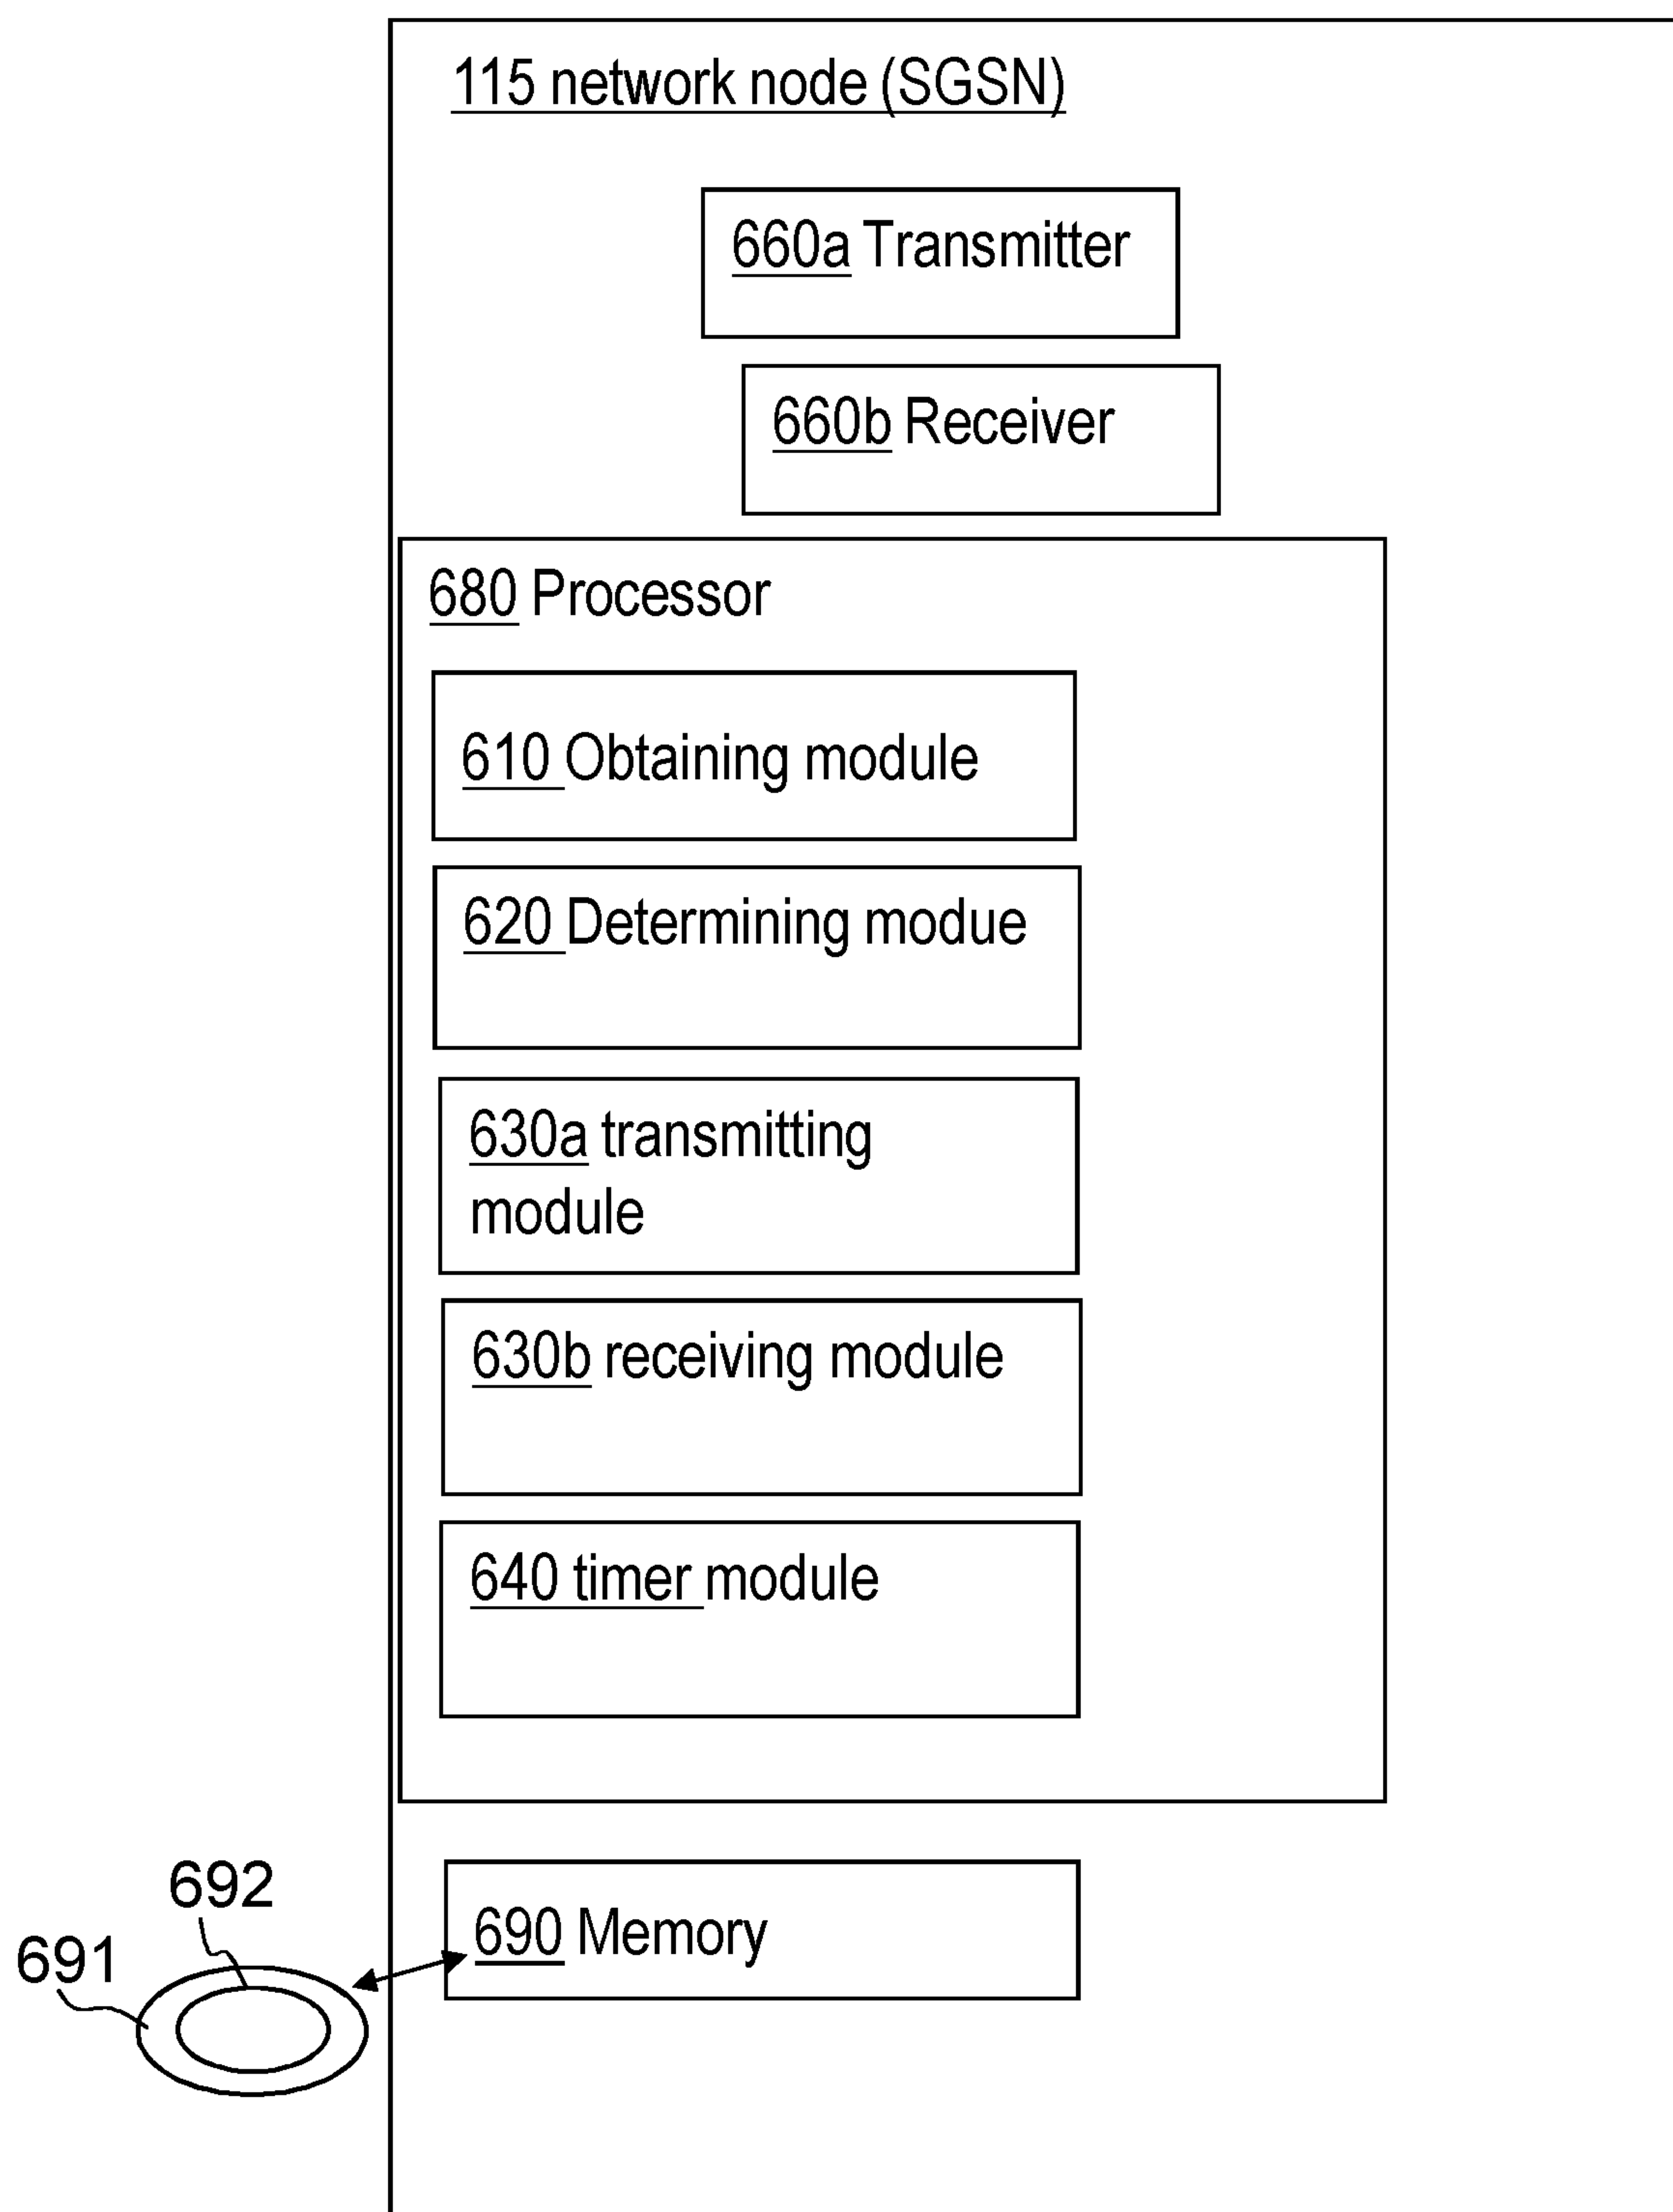 115 network node (SGSN)
660a Transmitter
660b Receiver
680 Processor
610 Obtaining module
620 Determining modue
630a transmitting
module
630b receiving module
640 timer module
692
690 Memory
691